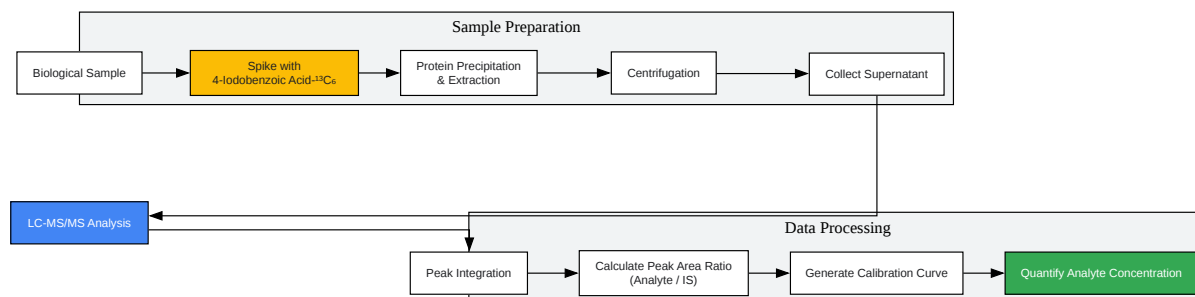 Sample Preparation
Biological Sample
Spike with
4-Iodobenzoic Acid-¹³C₆
Protein Precipitation
& Extraction
Centrifugation
Collect Supernatant
LC-MS/MS Analysis
Data Processing
Peak Integration
Calculate Peak Area Ratio
(Analyte / IS)
Generate Calibration Curve
Quantify Analyte Concentration